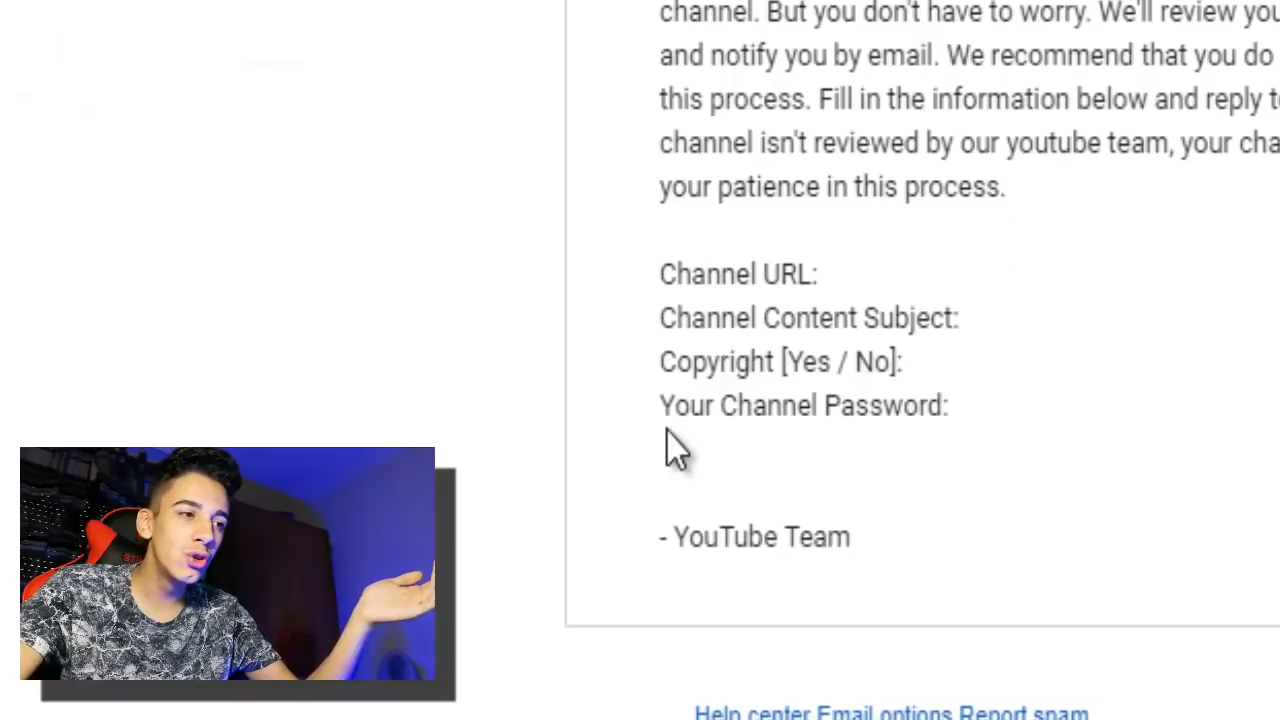 channel. But you don't have to worry. We'll review you
and notify you by email. We recommend that you do
this process. Fill in the information below and reply t
channel isn't reviewed by our youtube team, your cha
your patience in this process.
Channel URL:
Channel Content Subject:
Copyright [Yes / No]:
Your Channel Password:
- YouTube Team
Help center Email options Report spam